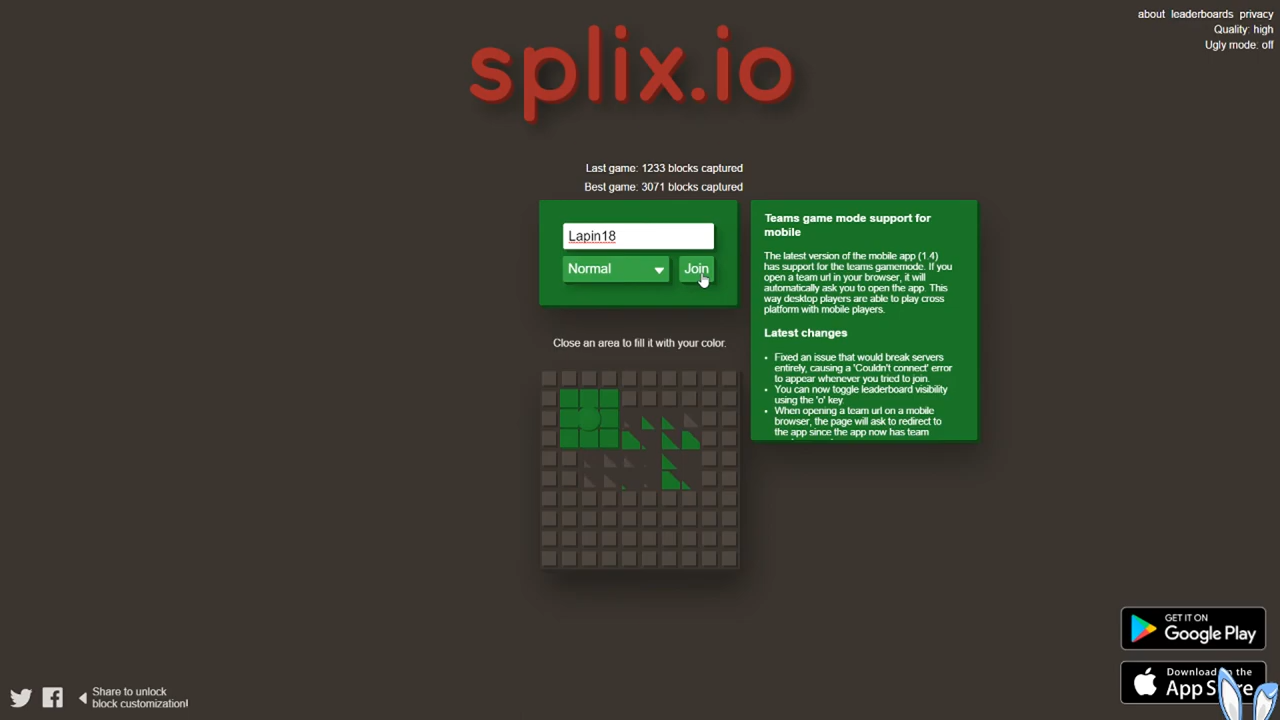 about leaderboards privacy
Quality: high
Ugly mode: off
splix.io
Last game: 1233 blocks captured
Best game: 3071 blocks captured
Lapin18
Normal
Join
Close an area to fill it with your color.
Teams game mode support for
mobile
The latest version of the mobile app (1.4)
has support for the teams gamemode. If you
open a team url in your browser, it will
automatically ask you to open the app. This
way desktop players are able to play cross
platform with mobile players.
Latest changes
• Fixed an issue that would break servers
entirely, causing a 'Couldn't connect' error
to appear whenever you tried to join.
• You can now toggle leaderboard visibility
using the 'o' key
• When opening a team url on a mobile
browser, the page will ask to redirect to
the app since the app now has team
Share to unlock
block customization!
GET IT ON
Google Play
Download on the
App Store